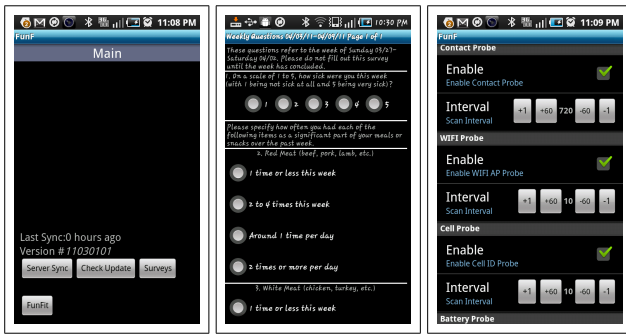 11:08 PM
FunF
Main
Last Sync:0 hours ago
Version #11030101
Server Sync Check Update Surveys
FunFit
10:30 PM
Weekly Questions 04/03/11-04/09/11 Page 1 of 1
These questions refer to the week of Sunday 03/27-
Saturday 04/02. Please do not fill out this survey
until the week has concluded.
1. On a scale of 1 to 5, how sick were you this week
(with 1 being not sick at all and 5 being very sick)?
1 2 3 4 5
Please specify how often you had each of the
following items as a significant part of your meals or
snacks over the past week.
2. Red Meat (beef, pork, lamb, etc.)
1 time or less this week
2 to 4 times this week
Around 1 time per day
2 times or more per day
3. White Meat (chicken, turkey, etc.)
1 time or less this week
11:09 PM
FunF
Contact Probe
Enable
Enable Contact Probe
Interval
Scan Interval
+1 +60 720 -60 -1
WIFI Probe
Enable
Enable WIFI AP Probe
Interval
Scan Interval
+1 +60 10 -60 -1
Cell Probe
Enable
Enable Cell ID Probe
Interval
Scan Interval
+1 +60 10 -60 -1
Battery Probe